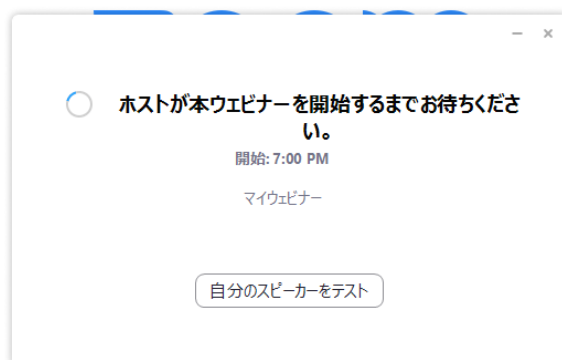 ホストが本ウェビナーを開始するまでお待ちくださ
い。
開始: 7:00 PM
マイウェビナー
自分のスピーカーをテスト